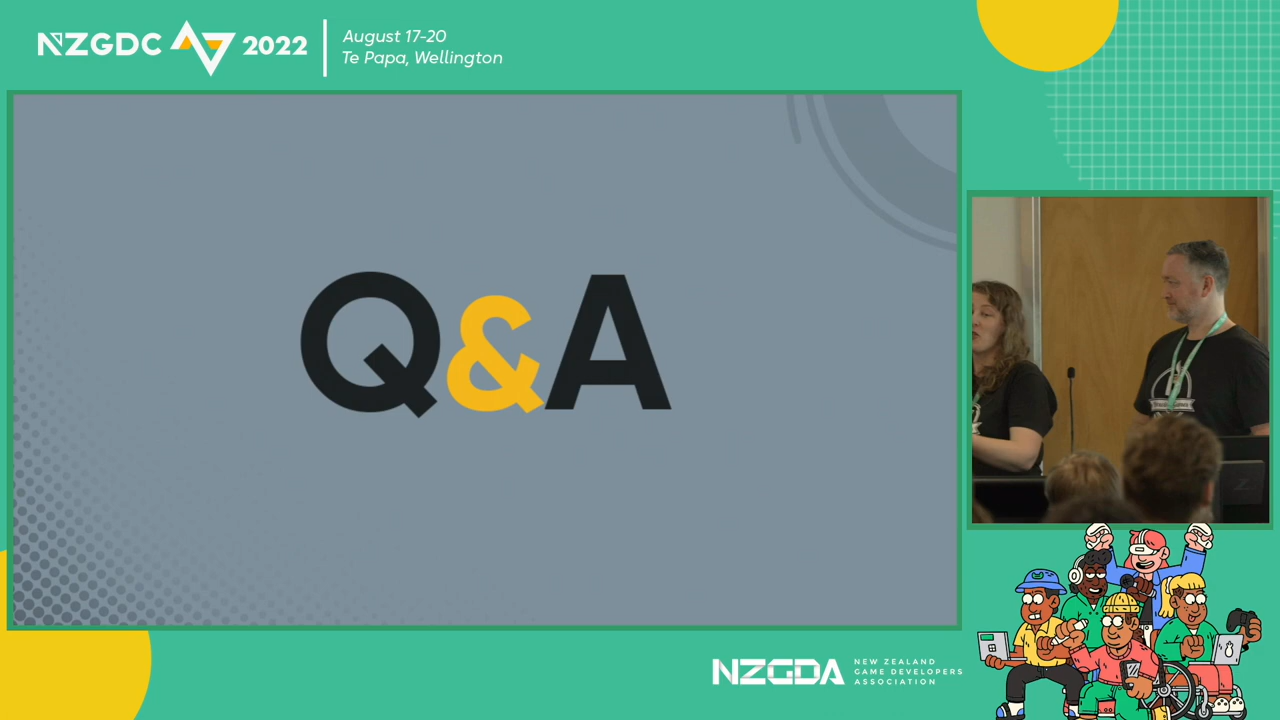 NZGDC 2022
August 17-20
Te Papa, Wellington
Q&A
NZGDA
NEW ZEALAND
GAME DEVELOPERS
ASSOCIATION